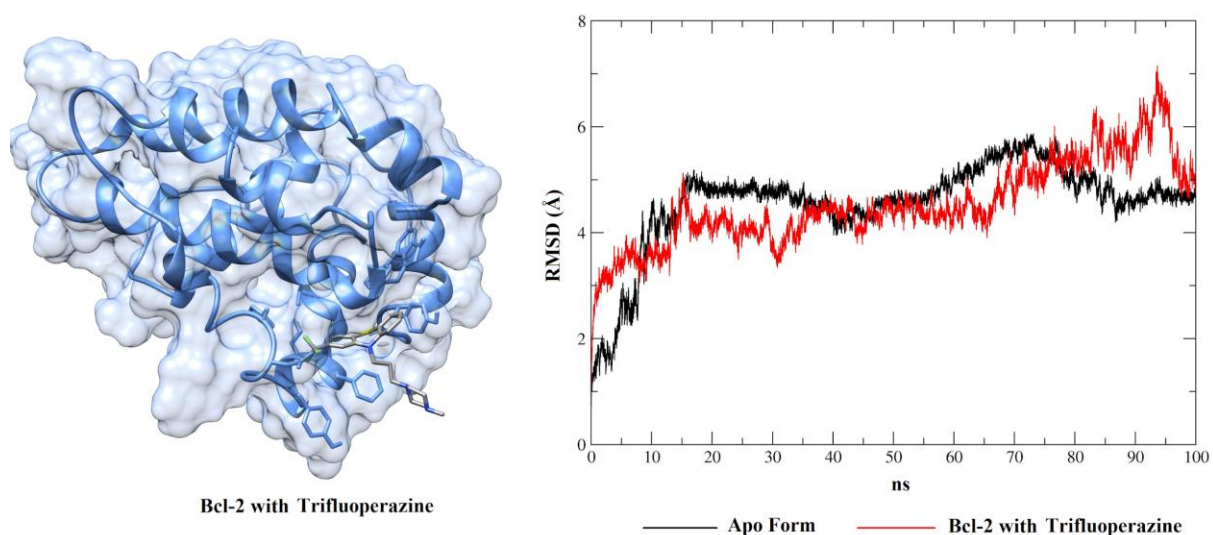 Bcl-2 with Trifluoperazine
RMSD (Å)
8
6
4
2
0
0 10 20 30 40 50 60 70 80 90 100
ns
Apo Form Bcl-2 with Trifluoperazine